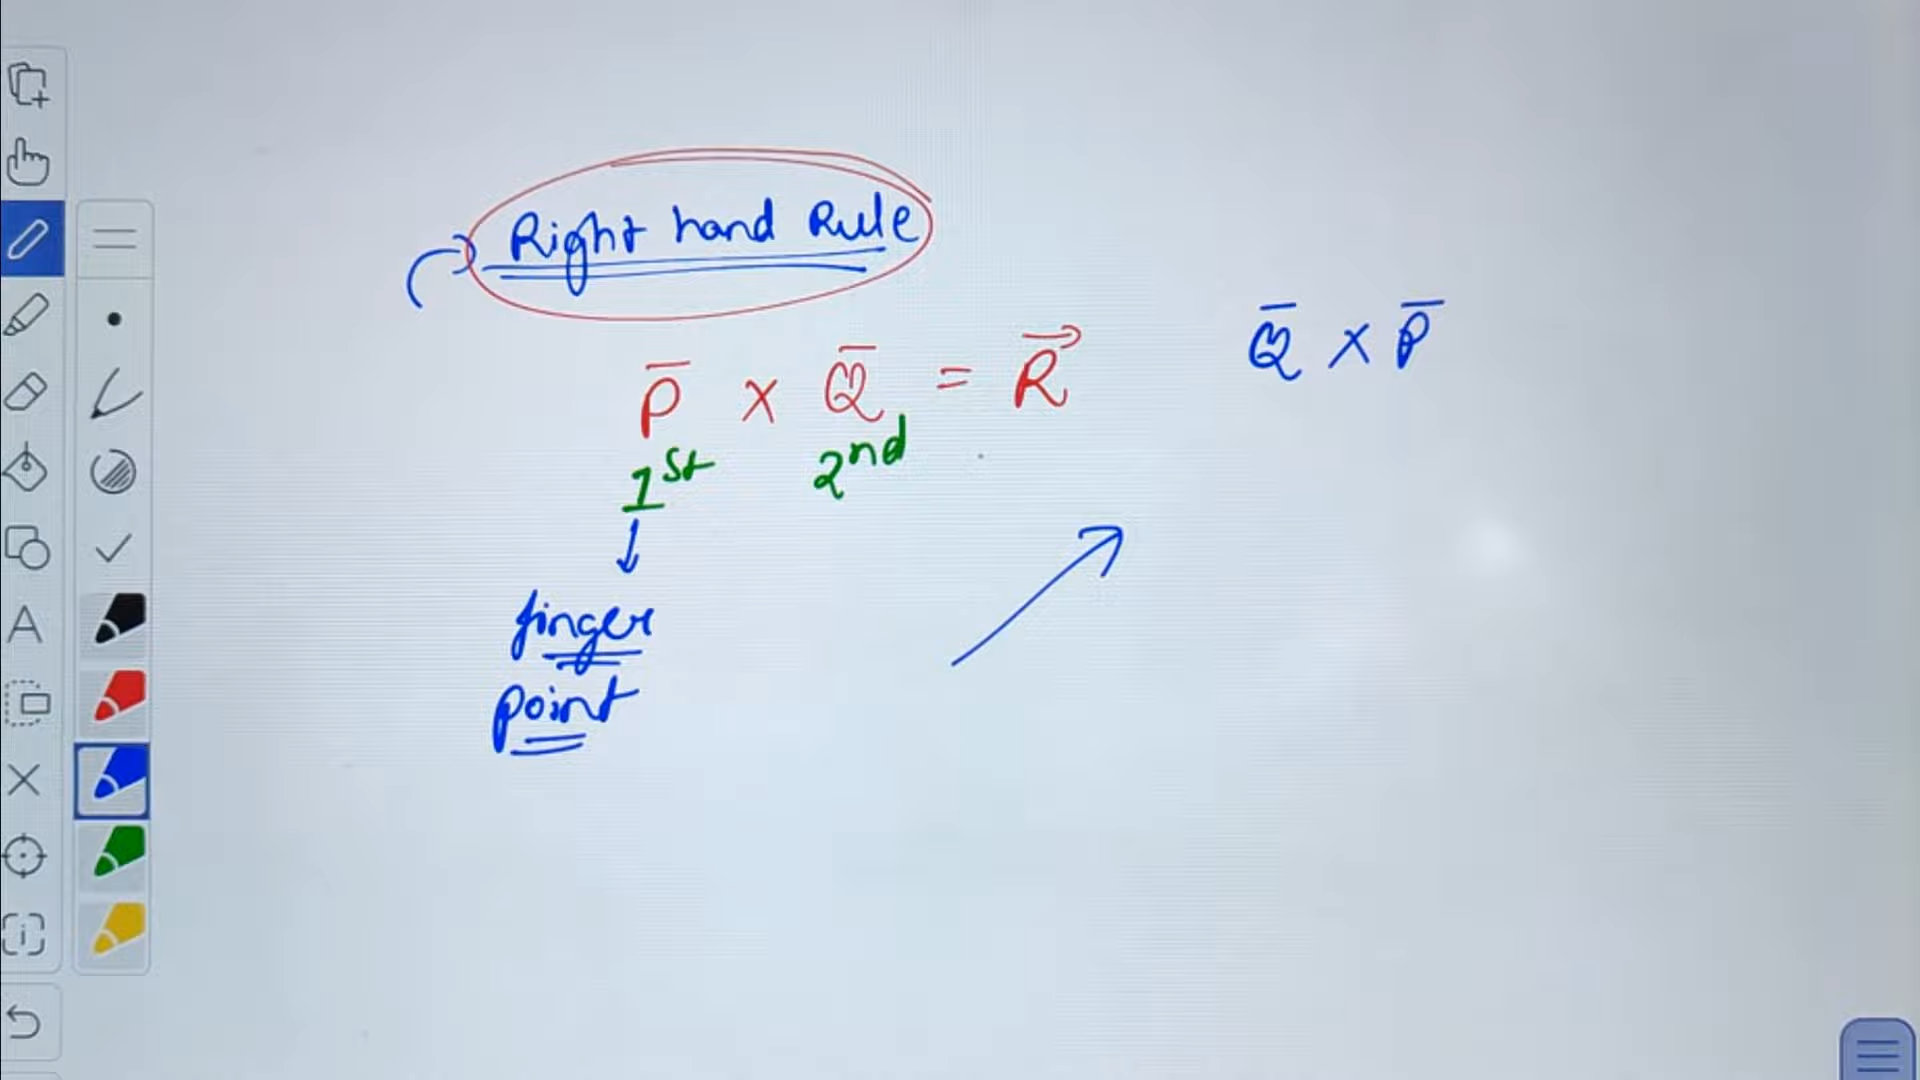 Right hand Rule
P̄ × Q̄ = R⃗
Q̄ × P̄
1st 2nd
↓
finger
point
A